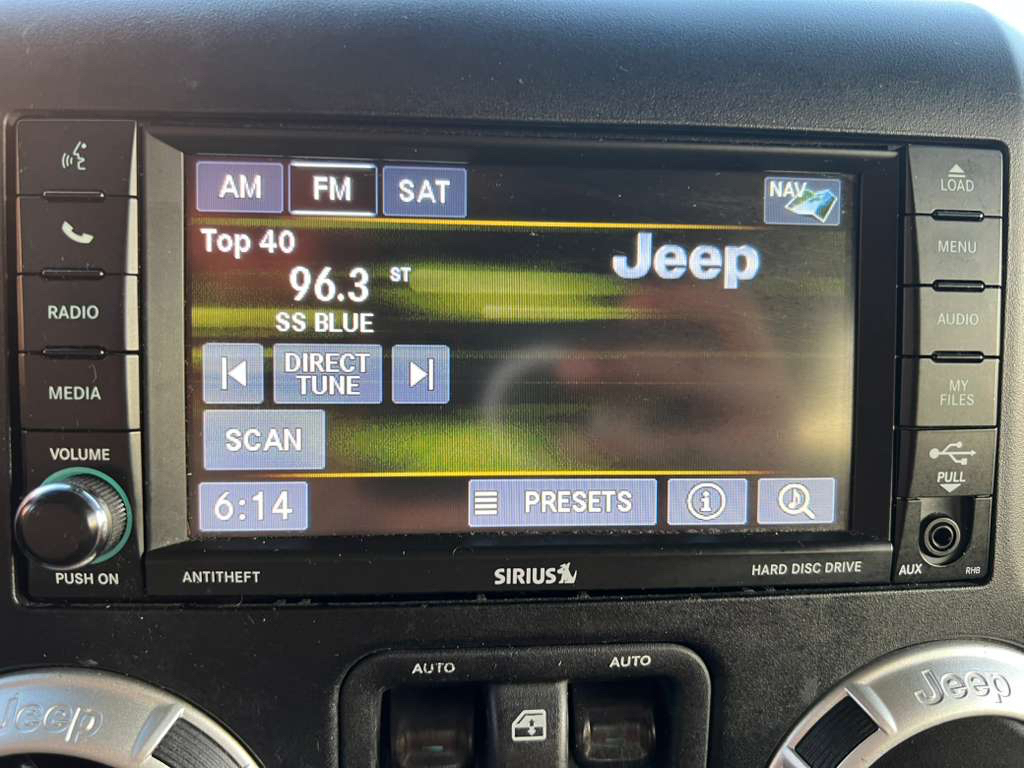 AM FM SAT NAV
Top 40
Jeep
96.3 ST
SS BLUE
DIRECT
TUNE
SCAN
6:14 PRESETS
RADIO
MEDIA
VOLUME
PUSH ON
LOAD
MENU
AUDIO
MY
FILES
PULL
AUX RHB
ANTITHEFT SIRIUS HARD DISC DRIVE
AUTO AUTO
Jeep Jeep